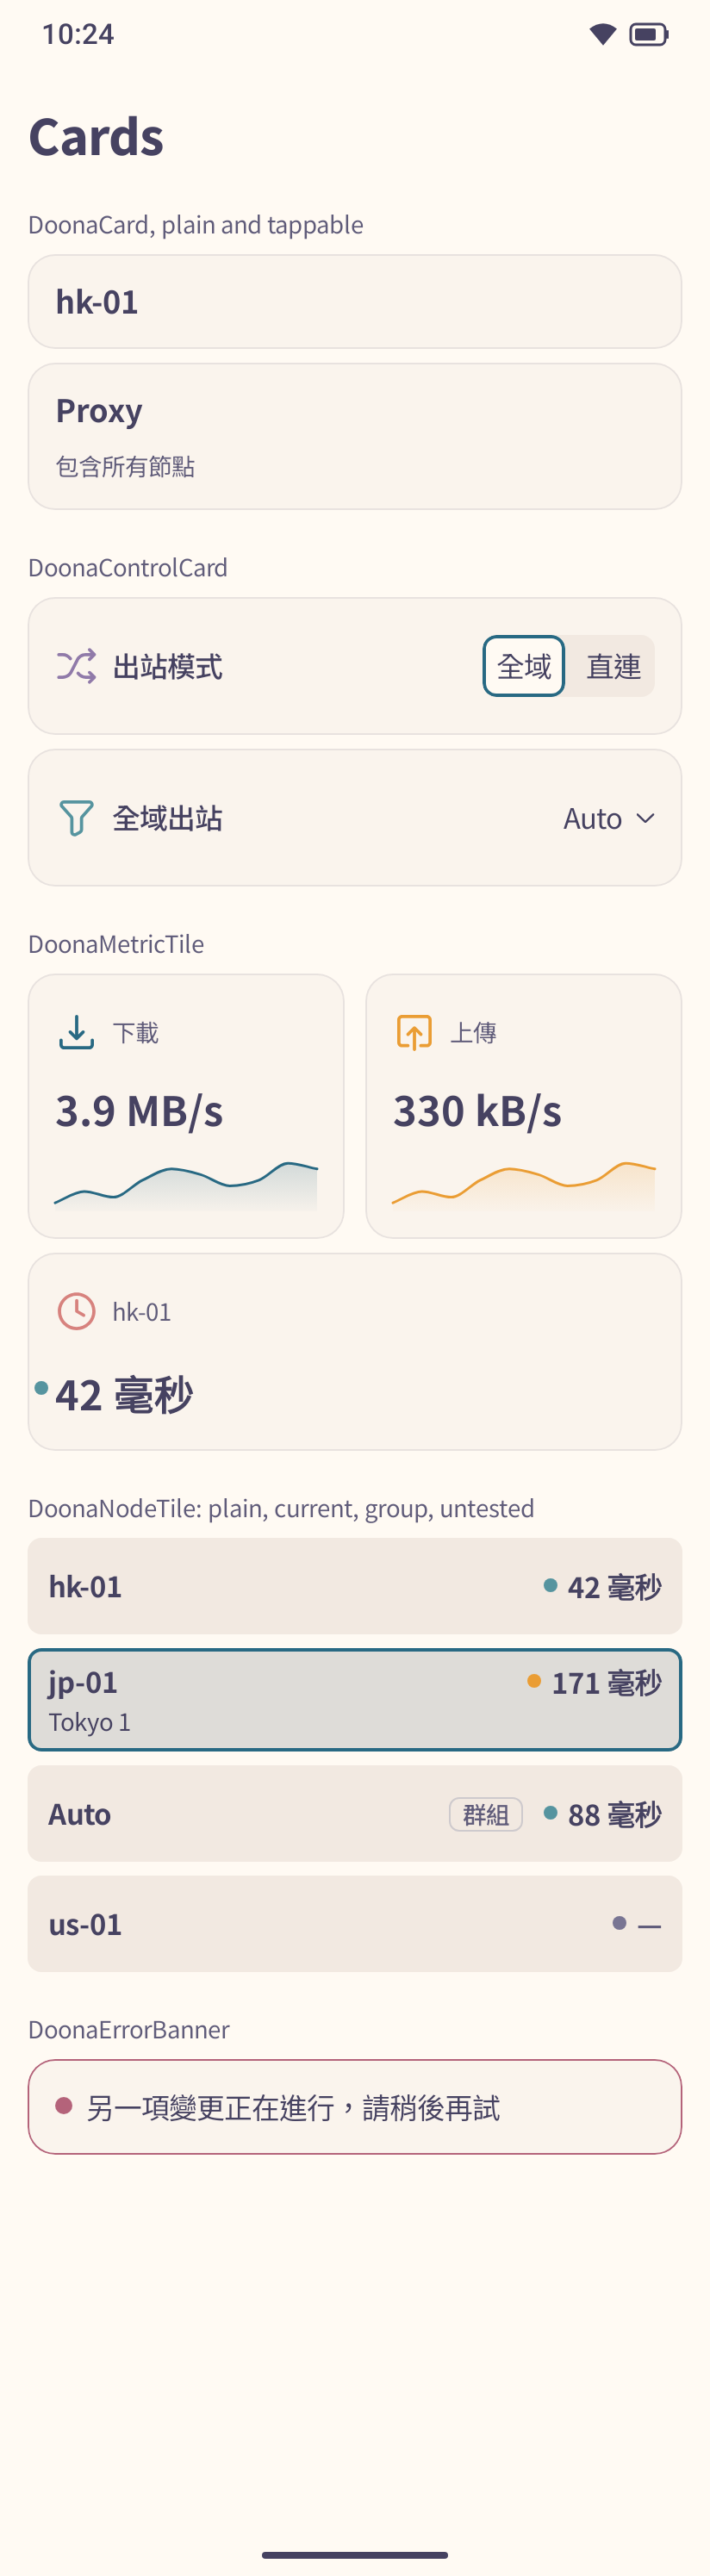 10:24
Cards
DoonaCard, plain and tappable
hk-01
Proxy
包含所有節點
DoonaControlCard
出站模式
全域
直連
全域出站
Auto
DoonaMetricTile
下載
3.9 MB/s
上傳
330 kB/s
hk-01
42 毫秒
DoonaNodeTile: plain, current, group, untested
hk-01
42 毫秒
jp-01
171 毫秒
Tokyo 1
Auto
群組
88 毫秒
us-01
—
DoonaErrorBanner
另一項變更正在進行，請稍後再試